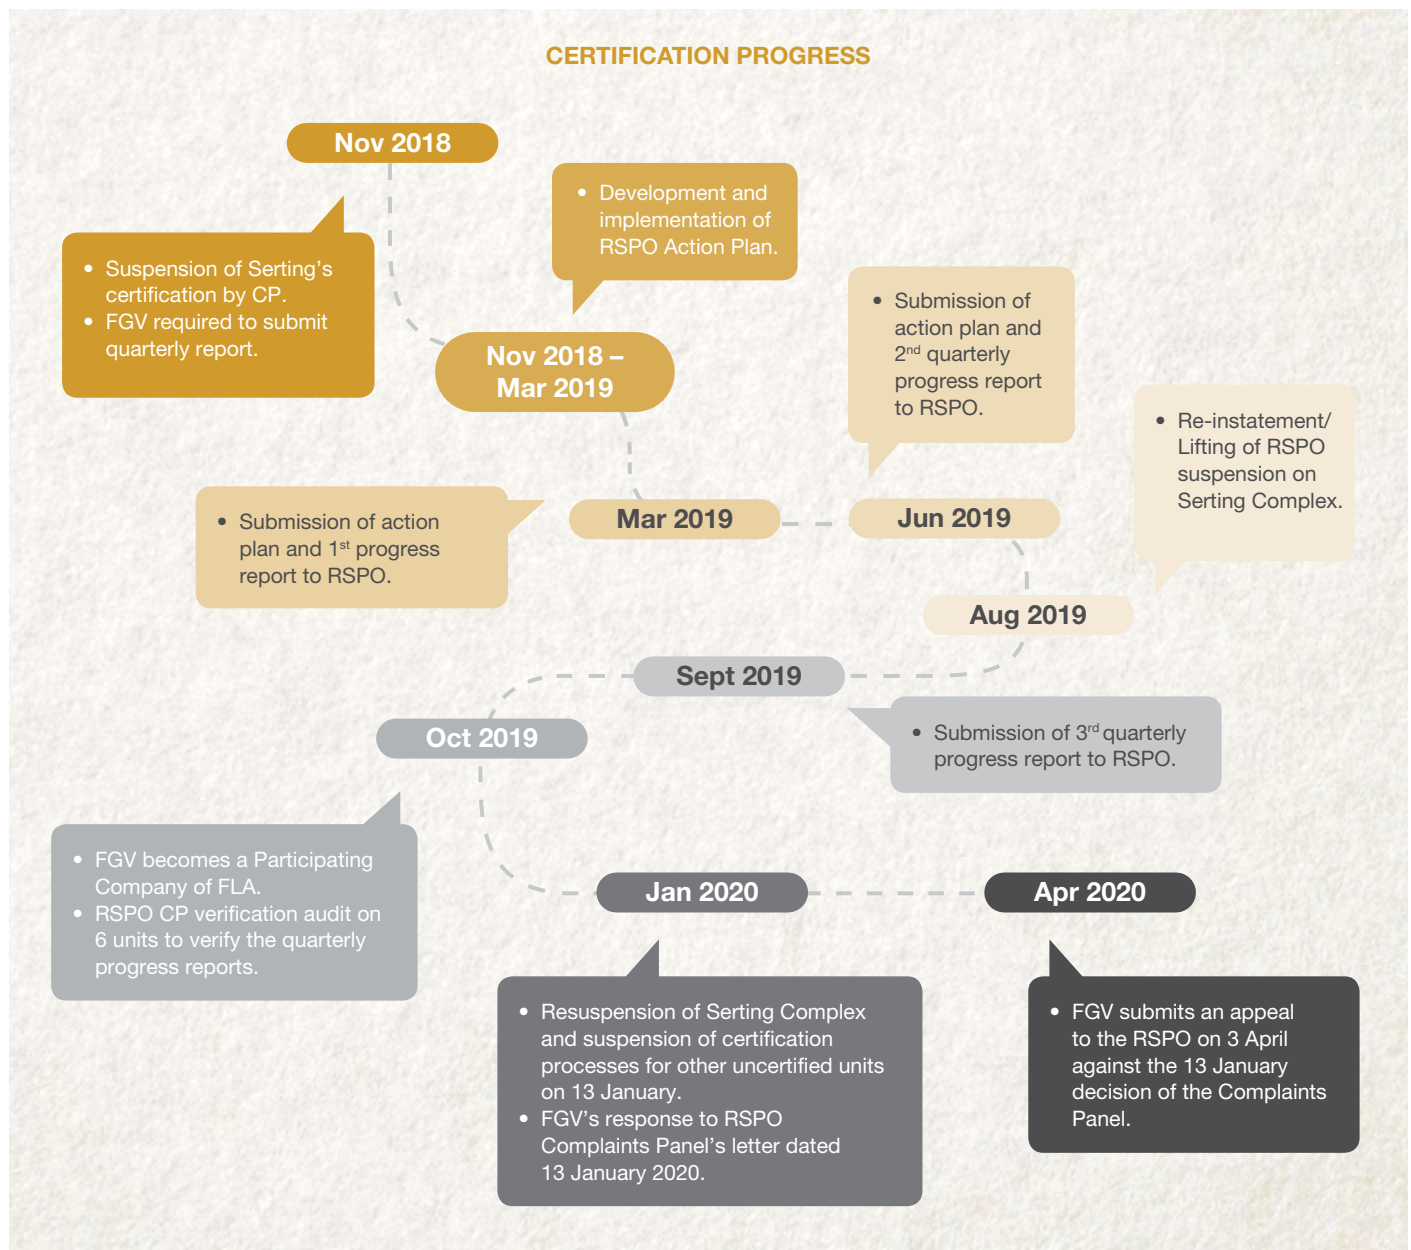 CERTIFICATION PROGRESS
Nov 2018
• Suspension of Serting’s
certification by CP.
• FGV required to submit
quarterly report.
• Development and
implementation of
RSPO Action Plan.
Nov 2018 –
Mar 2019
• Submission of action
plan and 1st progress
report to RSPO.
Mar 2019
• Submission of
action plan and
2nd quarterly
progress report
to RSPO.
Jun 2019
• Re-instatement/
Lifting of RSPO
suspension on
Serting Complex.
Aug 2019
Sept 2019
• Submission of 3rd quarterly
progress report to RSPO.
Oct 2019
• FGV becomes a Participating
Company of FLA.
• RSPO CP verification audit on
6 units to verify the quarterly
progress reports.
Jan 2020
• Resuspension of Serting Complex
and suspension of certification
processes for other uncertified units
on 13 January.
• FGV’s response to RSPO
Complaints Panel’s letter dated
13 January 2020.
Apr 2020
• FGV submits an appeal
to the RSPO on 3 April
against the 13 January
decision of the Complaints
Panel.